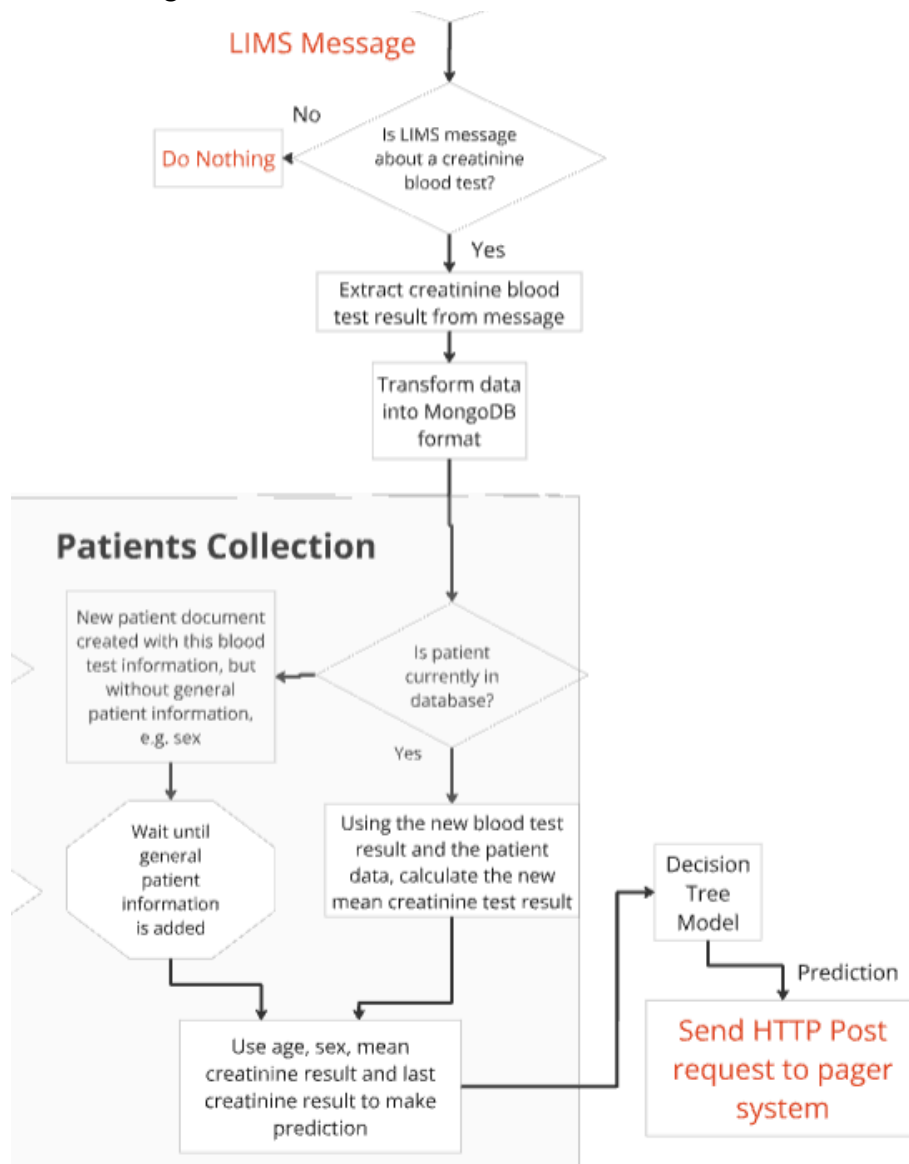 LIMS Message
No
Is LIMS message
about a creatinine
blood test?
Do Nothing
Yes
Extract creatinine blood
test result from message
Transform data
into MongoDB
format
Patients Collection
New patient document
created with this blood
test information, but
without general
patient information,
e.g. sex
Is patient
currently in
database?
Yes
Wait until
general
patient
information
is added
Using the new blood test
result and the patient
data, calculate the new
mean creatinine test result
Decision
Tree
Model
Prediction
Use age, sex, mean
creatinine result and last
creatinine result to make
prediction
Send HTTP Post
request to pager
system